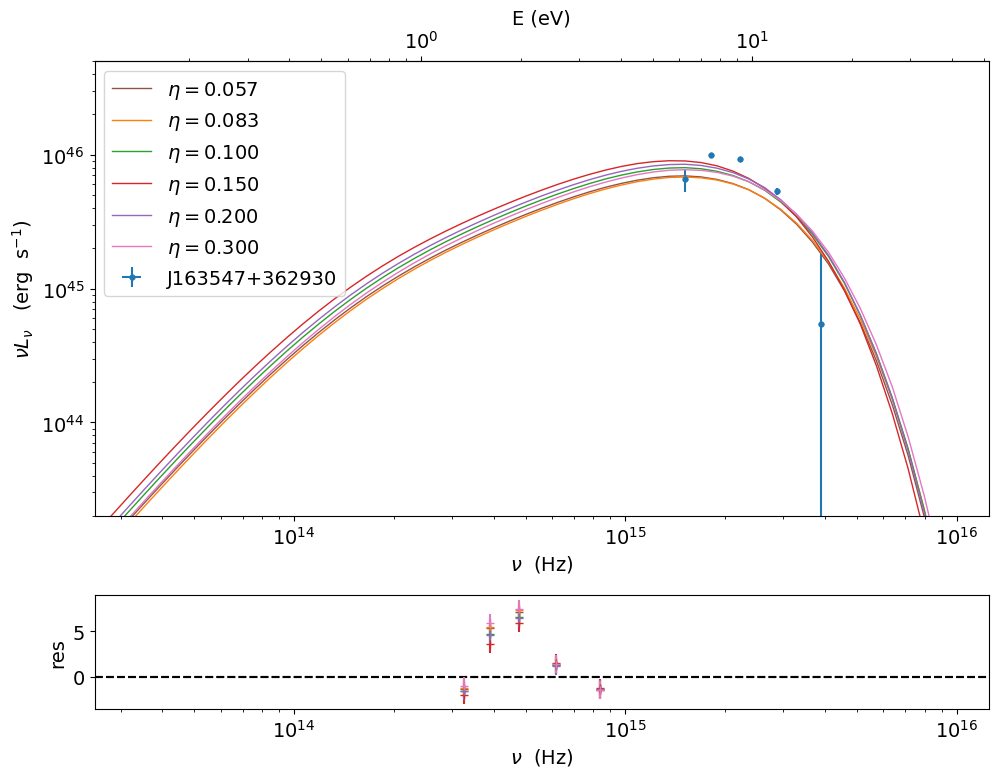 E (eV)
10⁰ 10¹
η = 0.057
η = 0.083
η = 0.100
η = 0.150
η = 0.200
η = 0.300
J163547+362930
10⁴⁶
10⁴⁵
10⁴⁴
νL_ν (erg s⁻¹)
10¹⁴ 10¹⁵ 10¹⁶
ν (Hz)
res
5
0
10¹⁴ 10¹⁵ 10¹⁶
ν (Hz)